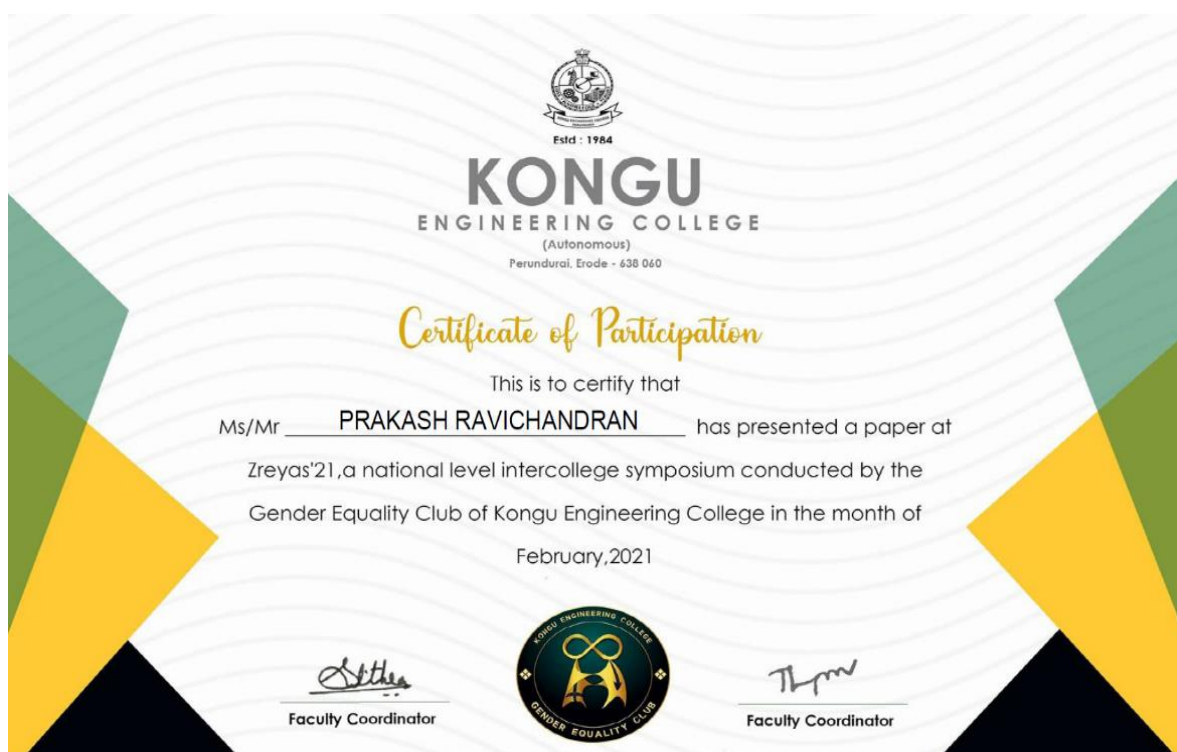 Estd : 1984
KONGU
ENGINEERING COLLEGE
(Autonomous)
Perundurai, Erode - 638 060
Certificate of Participation
This is to certify that
Ms/Mr PRAKASH RAVICHANDRAN has presented a paper at
Zreyas'21,a national level intercollege symposium conducted by the
Gender Equality Club of Kongu Engineering College in the month of
February,2021
KONGU ENGINEERING COLLEGE
GENDER EQUALITY CLUB
Faculty Coordinator
Faculty Coordinator